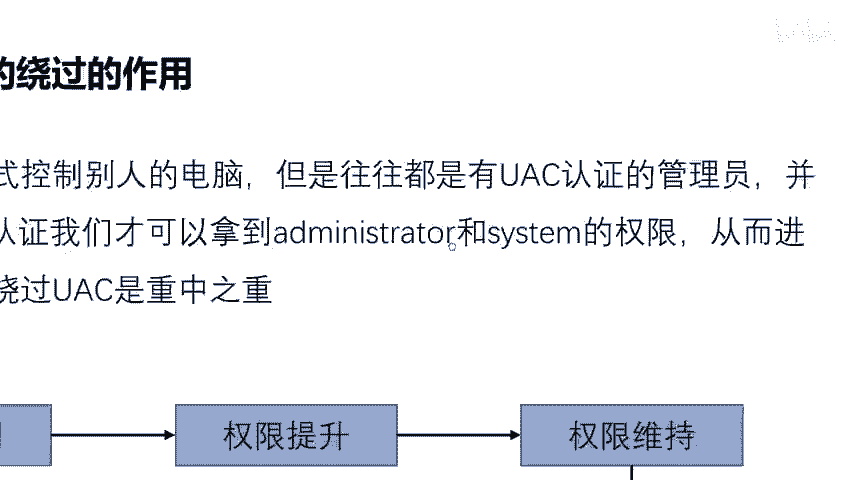 的绕过的作用
式控制别人的电脑，但是往往都是有UAC认证的管理员，并
认证我们才可以拿到administrator和system的权限，从而进
绕过UAC是重中之重
权限提升
权限维持